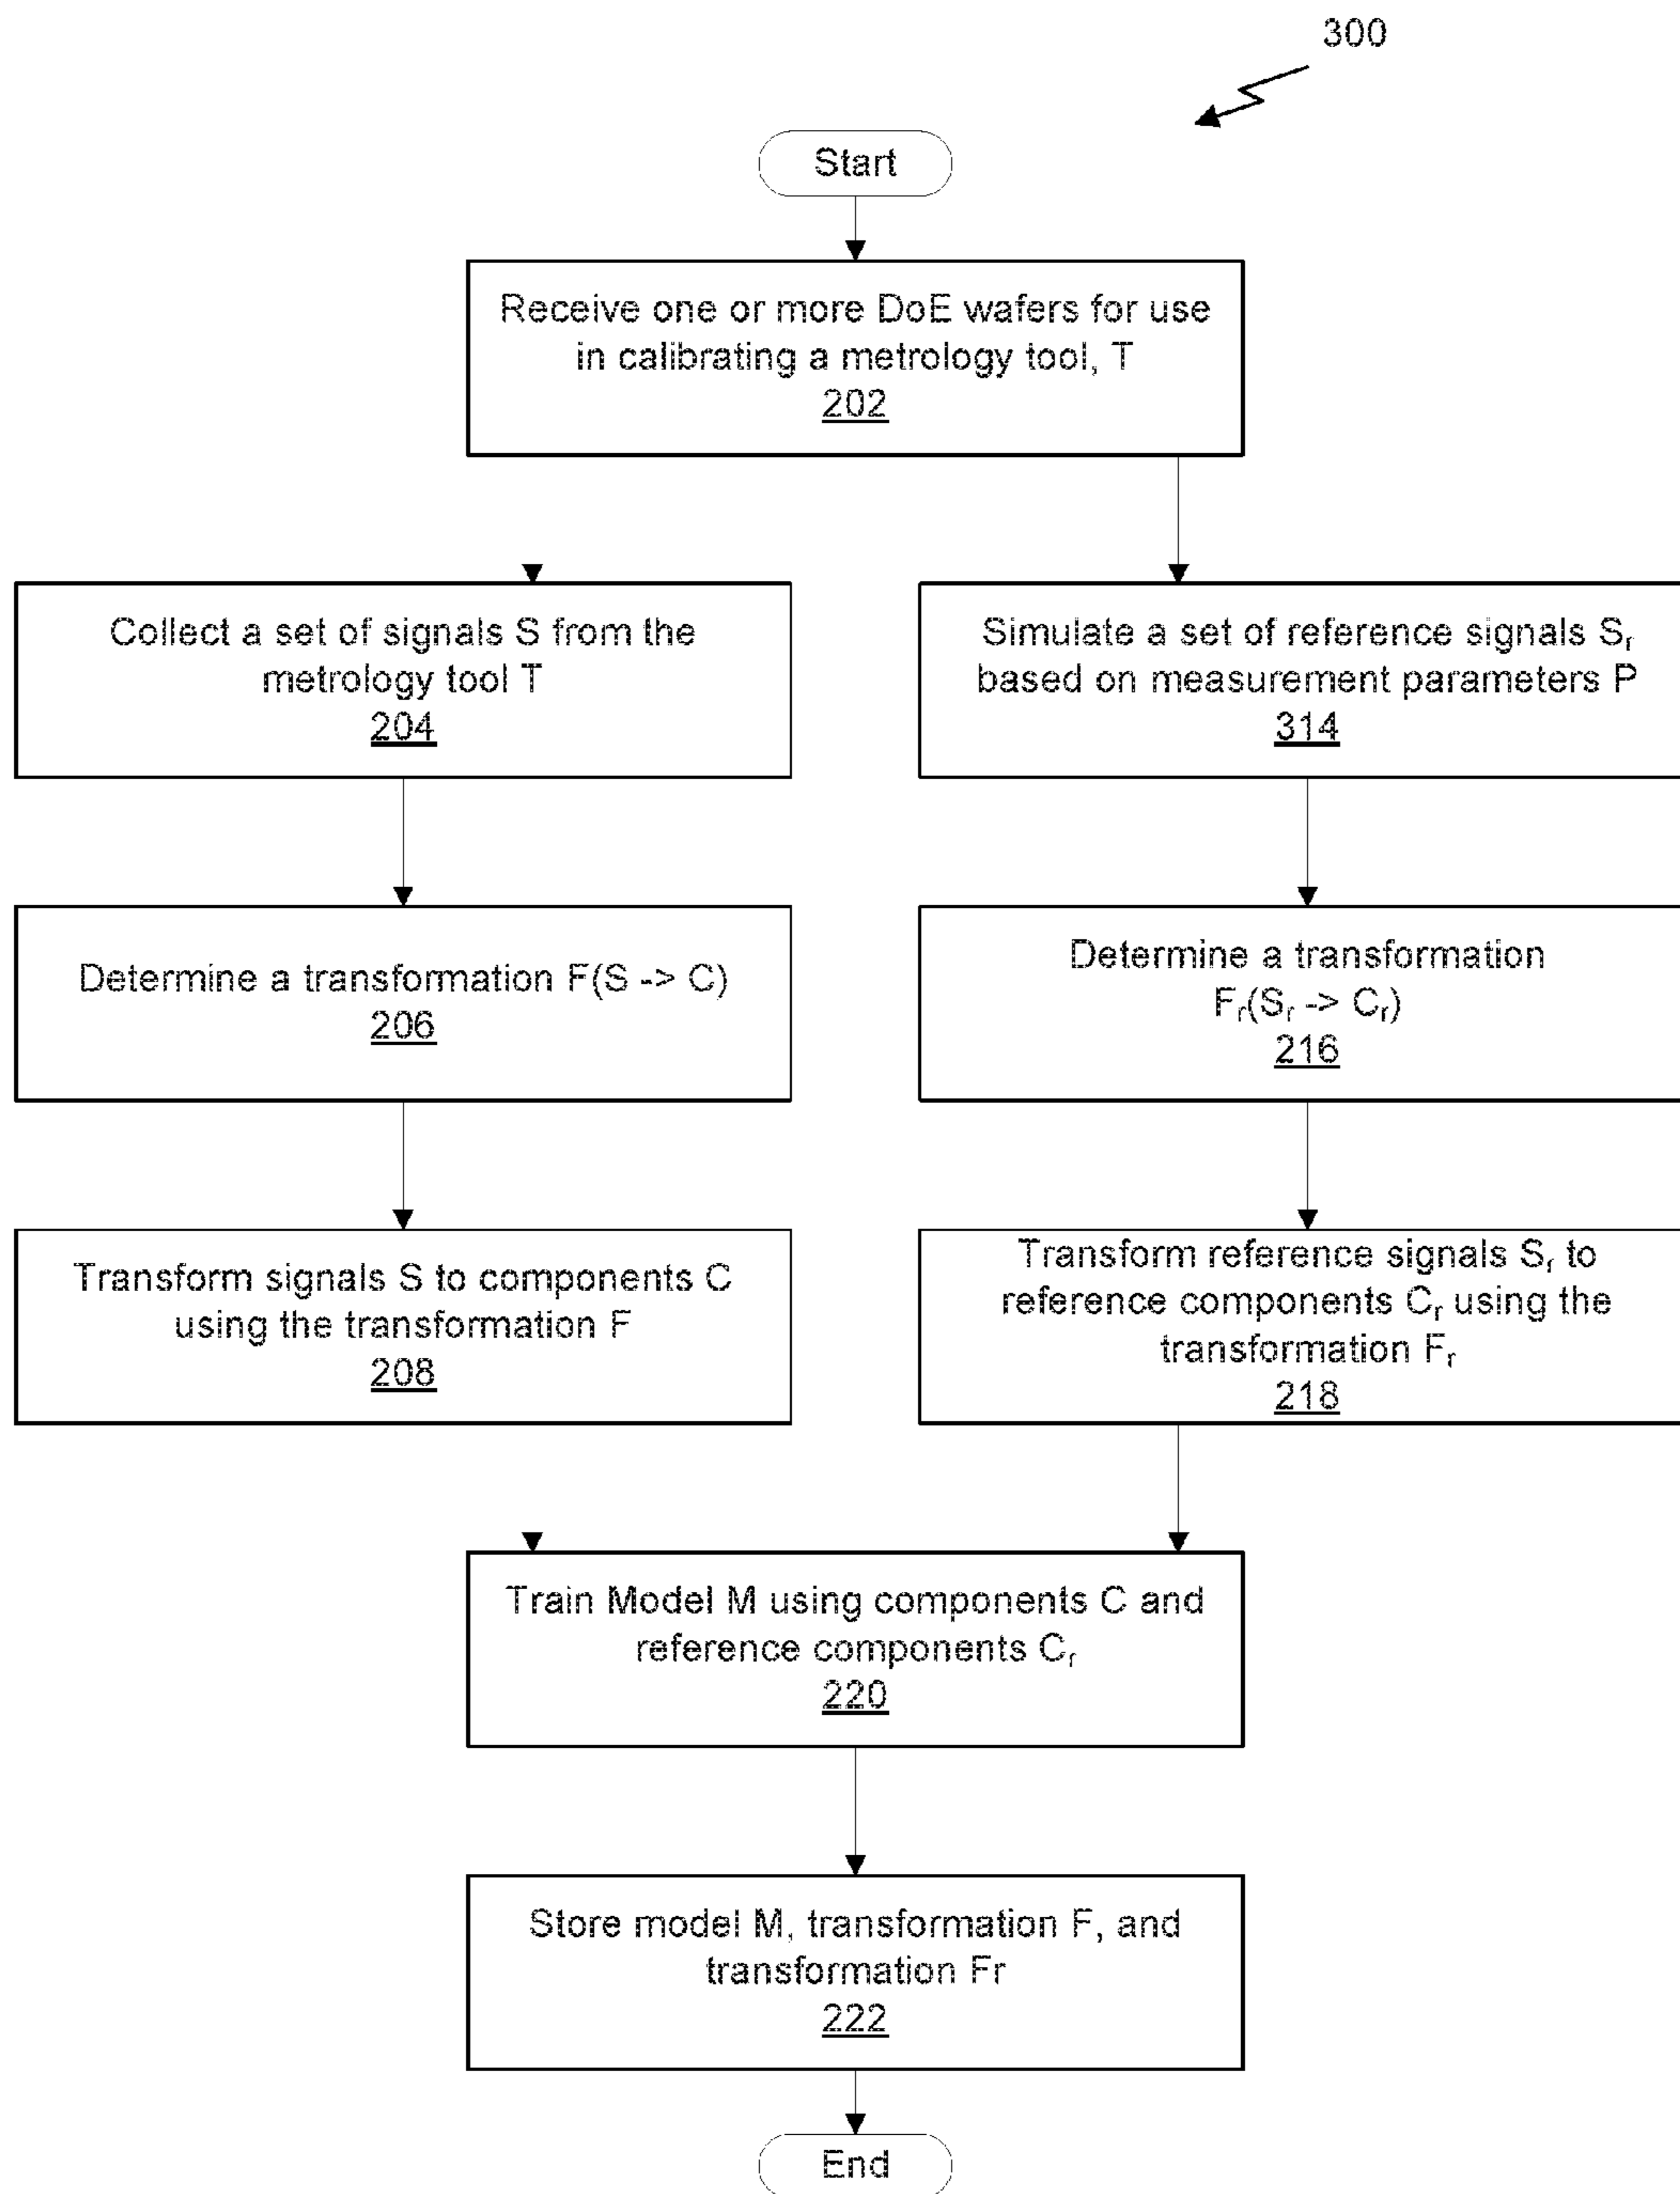 300
Start
Receive one or more DoE wafers for use
in calibrating a metrology tool, T
202
Collect a set of signals S from the
metrology tool T
204
Simulate a set of reference signals Sᵣ
based on measurement parameters P
314
Determine a transformation F(S -> C)
206
Determine a transformation
Fᵣ(Sᵣ -> Cᵣ)
216
Transform signals S to components C
using the transformation F
208
Transform reference signals Sᵣ to
reference components Cᵣ using the
transformation Fᵣ
218
Train Model M using components C and
reference components Cᵣ
220
Store model M, transformation F, and
transformation Fr
222
End